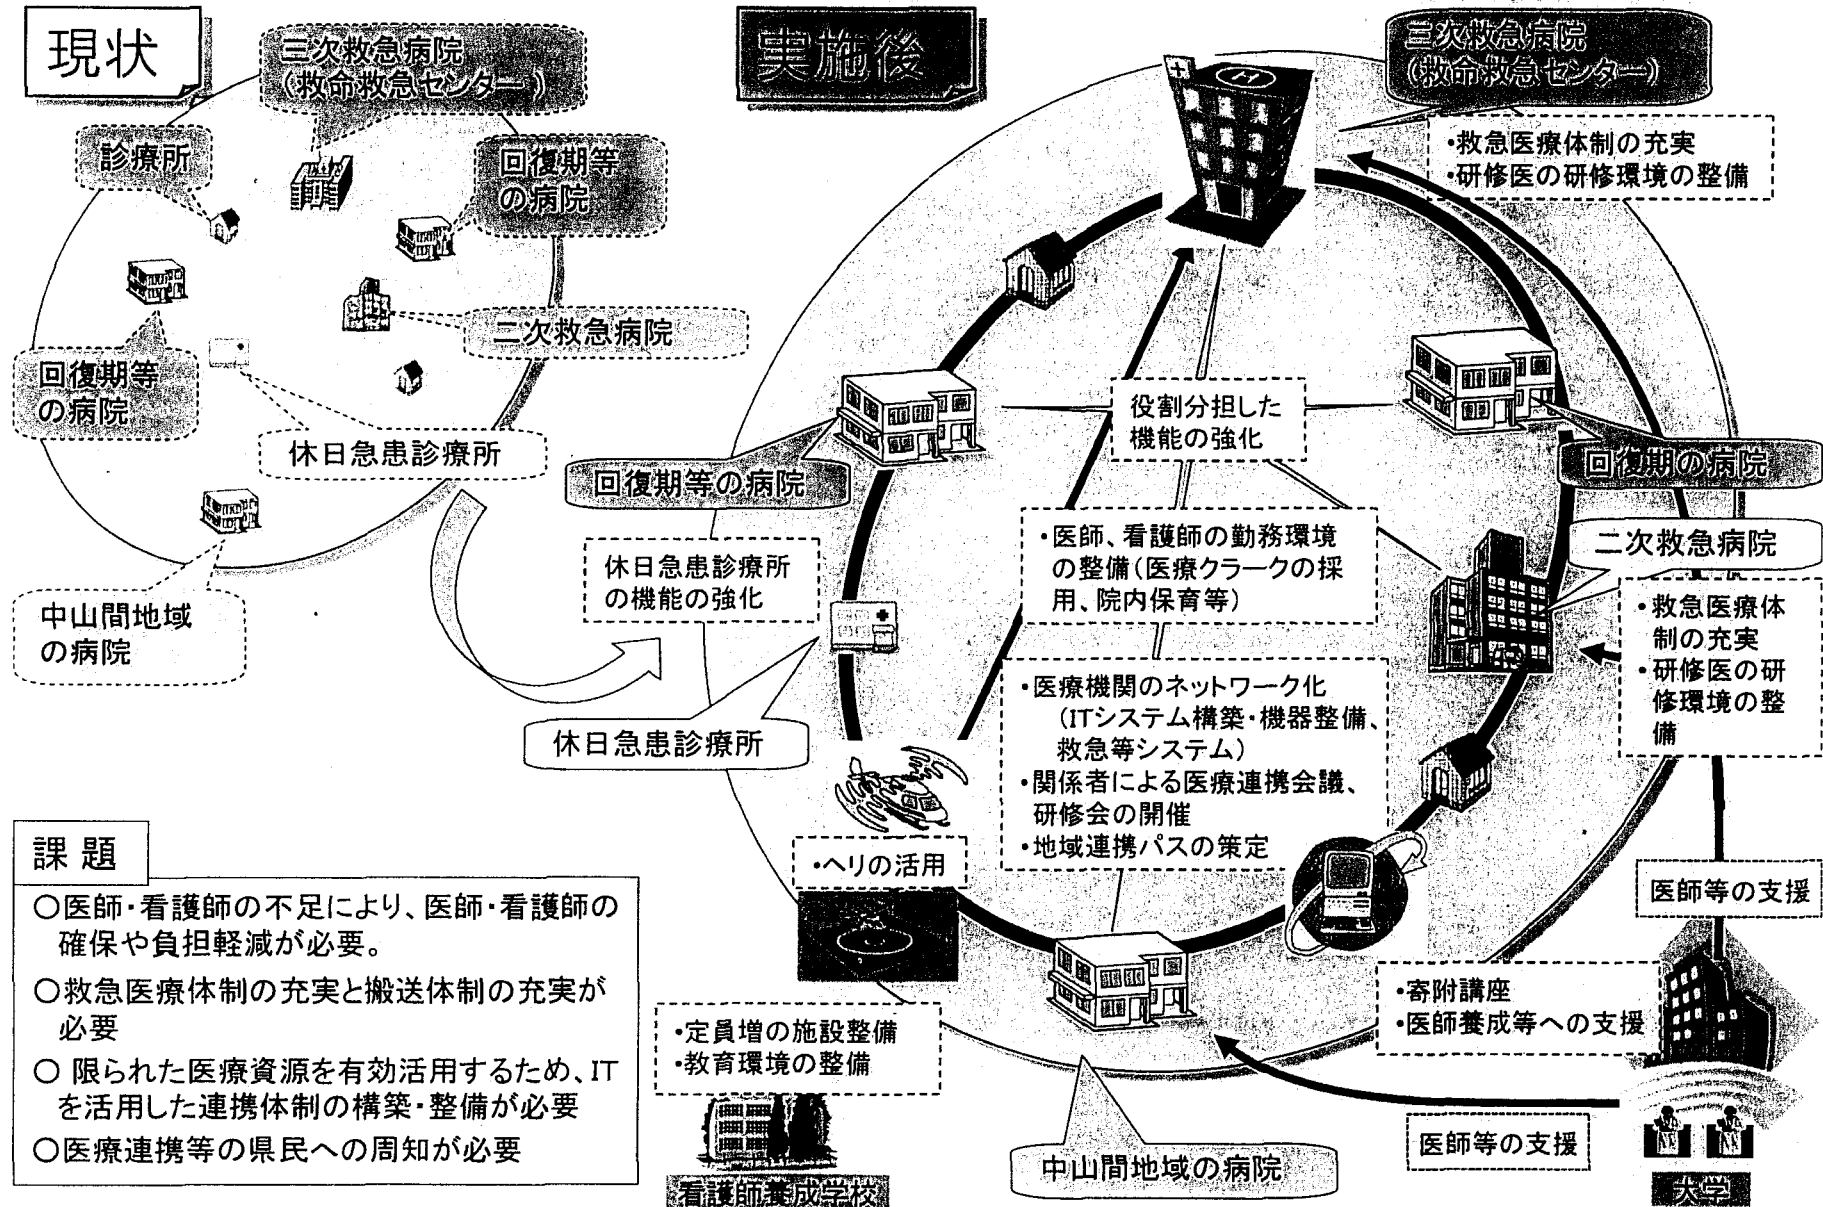 現状
三次救急病院
(救命救急センター)
診療所
回復期等
の病院
二次救急病院
回復期等
の病院
休日急患診療所
中山間地域
の病院
実施後
三次救急病院
(救命救急センター)
・救急医療体制の充実
・研修医の研修環境の整備
役割分担した
機能の強化
回復期等の病院
回復期の病院
休日急患診療所
の機能の強化
・医師、看護師の勤務環境
の整備(医療クラークの採
用、院内保育等)
二次救急病院
・救急医療体
制の充実
・研修医の研
修環境の整
備
・医療機関のネットワーク化
(ITシステム構築・機器整備、
救急等システム)
・関係者による医療連携会議、
研修会の開催
・地域連携パスの策定
休日急患診療所
・ヘリの活用
医師等の支援
・寄附講座
・医師養成等への支援
・定員増の施設整備
・教育環境の整備
看護師養成学校
中山間地域の病院
医師等の支援
大学
課題
○医師・看護師の不足により、医師・看護師の
確保や負担軽減が必要。
○救急医療体制の充実と搬送体制の充実が
必要
○ 限られた医療資源を有効活用するため、IT
を活用した連携体制の構築・整備が必要
○医療連携等の県民への周知が必要